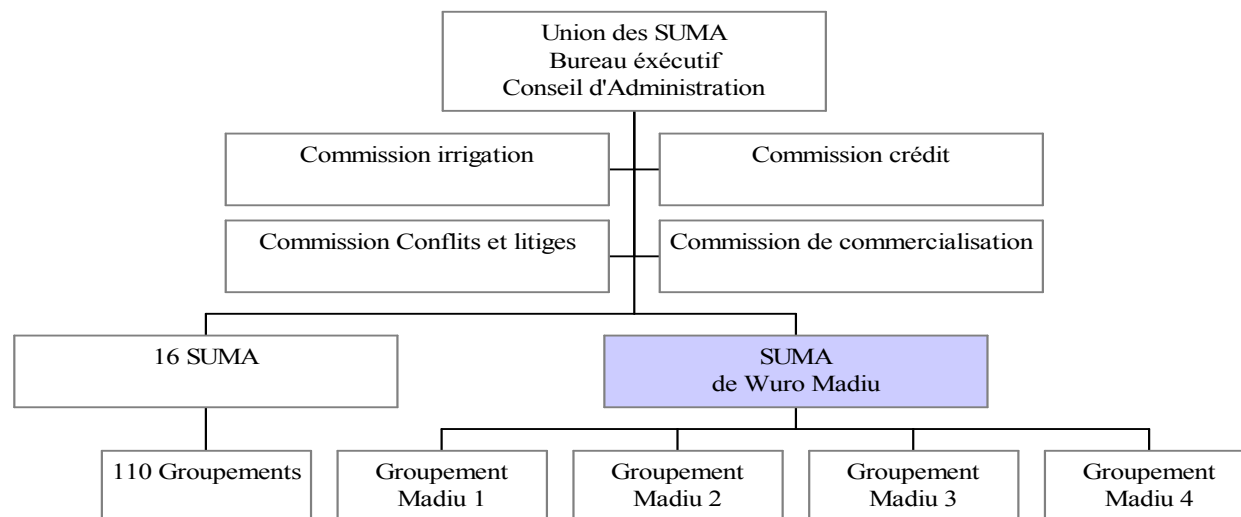 Union des SUMA
Bureau éxécutif
Conseil d'Administration
Commission irrigation
Commission crédit
Commission Conflits et litiges
Commission de commercialisation
16 SUMA
SUMA
de Wuro Madiu
110 Groupements
Groupement
Madiu 1
Groupement
Madiu 2
Groupement
Madiu 3
Groupement
Madiu 4